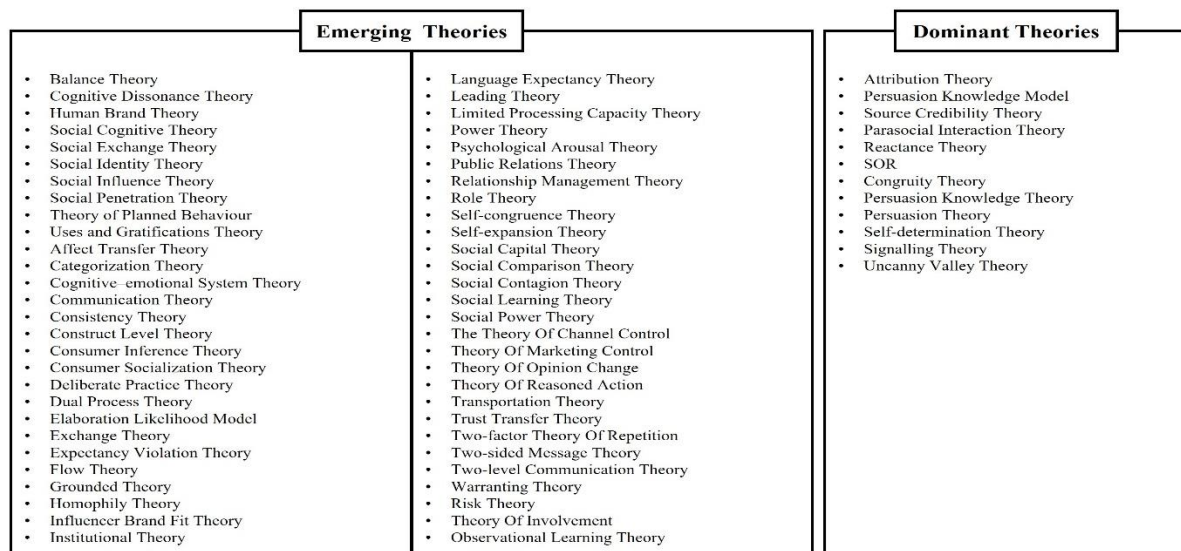 Emerging Theories
• Balance Theory
• Cognitive Dissonance Theory
• Human Brand Theory
• Social Cognitive Theory
• Social Exchange Theory
• Social Identity Theory
• Social Influence Theory
• Social Penetration Theory
• Theory of Planned Behaviour
• Uses and Gratifications Theory
• Affect Transfer Theory
• Categorization Theory
• Cognitive–emotional System Theory
• Communication Theory
• Consistency Theory
• Construct Level Theory
• Consumer Inference Theory
• Consumer Socialization Theory
• Deliberate Practice Theory
• Dual Process Theory
• Elaboration Likelihood Model
• Exchange Theory
• Expectancy Violation Theory
• Flow Theory
• Grounded Theory
• Homophily Theory
• Influencer Brand Fit Theory
• Institutional Theory
• Language Expectancy Theory
• Leading Theory
• Limited Processing Capacity Theory
• Power Theory
• Psychological Arousal Theory
• Public Relations Theory
• Relationship Management Theory
• Role Theory
• Self-congruence Theory
• Self-expansion Theory
• Social Capital Theory
• Social Comparison Theory
• Social Contagion Theory
• Social Learning Theory
• Social Power Theory
• The Theory Of Channel Control
• Theory Of Marketing Control
• Theory Of Opinion Change
• Theory Of Reasoned Action
• Transportation Theory
• Trust Transfer Theory
• Two-factor Theory Of Repetition
• Two-sided Message Theory
• Two-level Communication Theory
• Warranting Theory
• Risk Theory
• Theory Of Involvement
• Observational Learning Theory
Dominant Theories
• Attribution Theory
• Persuasion Knowledge Model
• Source Credibility Theory
• Parasocial Interaction Theory
• Reactance Theory
• SOR
• Congruity Theory
• Persuasion Knowledge Theory
• Persuasion Theory
• Self-determination Theory
• Signalling Theory
• Uncanny Valley Theory